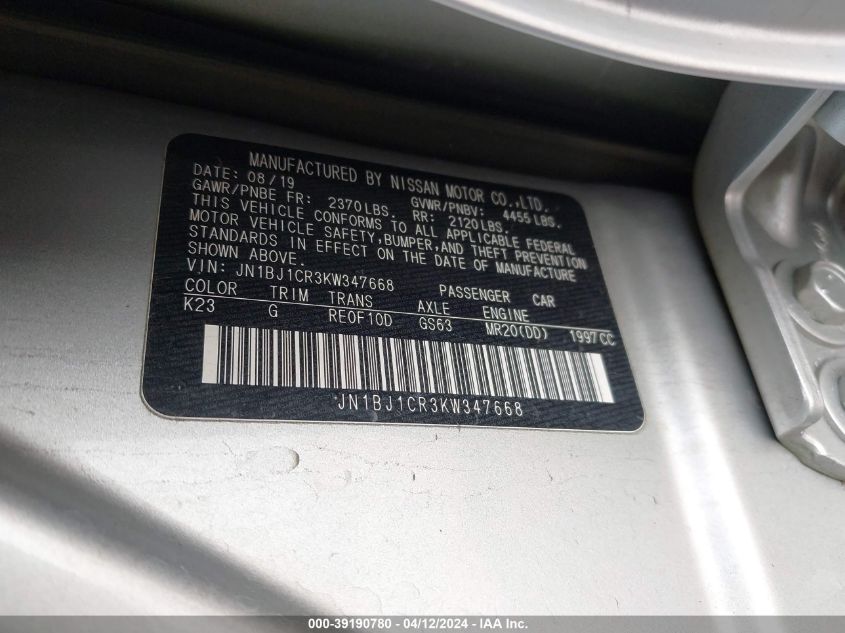 MANUFACTURED BY NISSAN MOTOR CO.,LTD.
DATE: 08/19 GVWR/PNBV: 4455LBS.
GAWR/PNBE FR: 2370LBS. RR: 2120LBS.
THIS VEHICLE CONFORMS TO ALL APPLICABLE FEDERAL
MOTOR VEHICLE SAFETY,BUMPER,AND THEFT PREVENTION
STANDARDS IN EFFECT ON THE DATE OF MANUFACTURE
SHOWN ABOVE.
VIN: JN1BJ1CR3KW347668 PASSENGER CAR
COLOR TRIM TRANS AXLE ENGINE
K23 G RE0F10D GS63 MR20(DD) 1997CC
JN1BJ1CR3KW347668
000-39190780 - 04/12/2024 - IAA Inc.